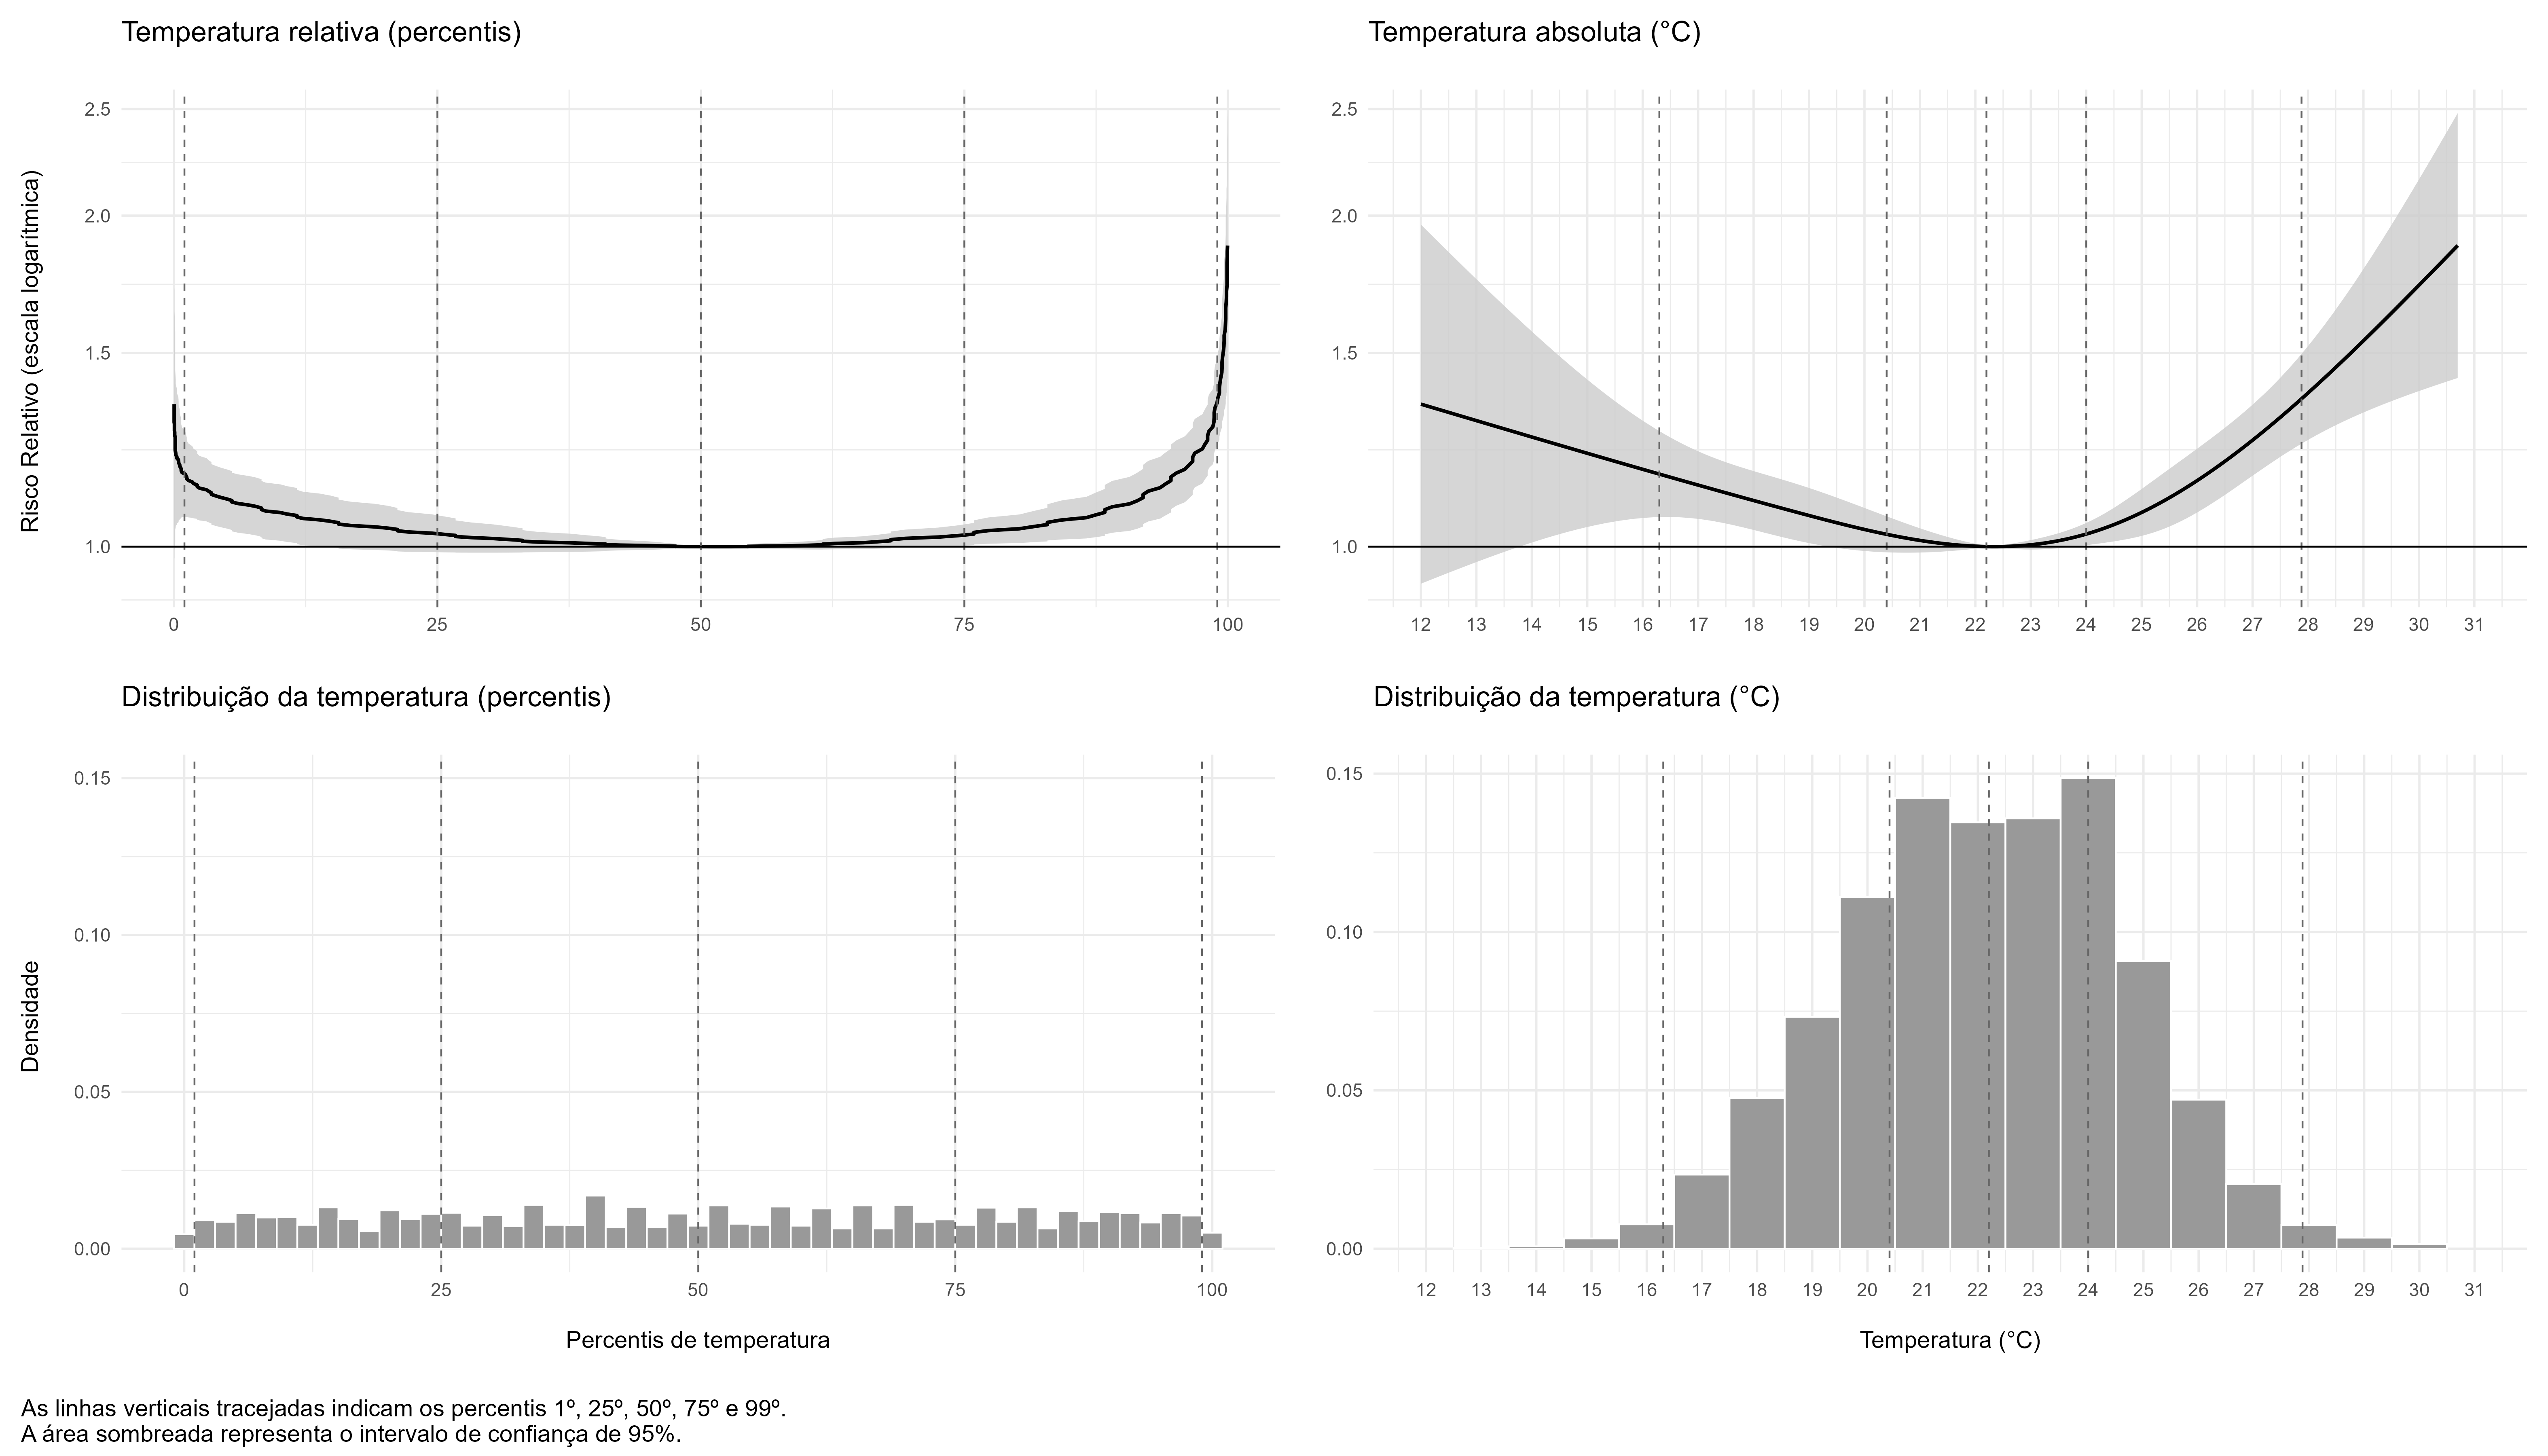 Temperatura relativa (percentis)
Risco Relativo (escala logarítmica)
2.5
2.0
1.5
1.0
0 25 50 75 100
Temperatura absoluta (°C)
2.5
2.0
1.5
1.0
12 13 14 15 16 17 18 19 20 21 22 23 24 25 26 27 28 29 30 31
Distribuição da temperatura (percentis)
Densidade
0.15
0.10
0.05
0.00
0 25 50 75 100
Percentis de temperatura
Distribuição da temperatura (°C)
0.15
0.10
0.05
0.00
12 13 14 15 16 17 18 19 20 21 22 23 24 25 26 27 28 29 30 31
Temperatura (°C)
As linhas verticais tracejadas indicam os percentis 1º, 25º, 50º, 75º e 99º.
A área sombreada representa o intervalo de confiança de 95%.